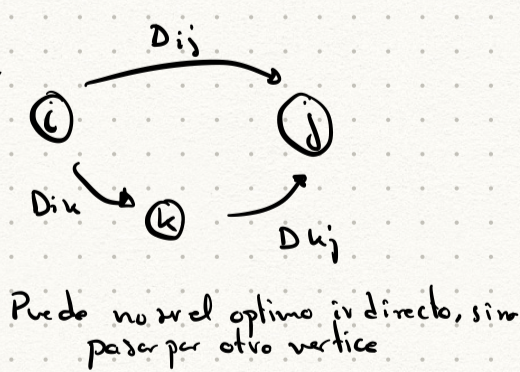 Dij
i
j
Dik
k
Dkj
Puede no ser el optimo ir directo, sino
pasar por otro vertice